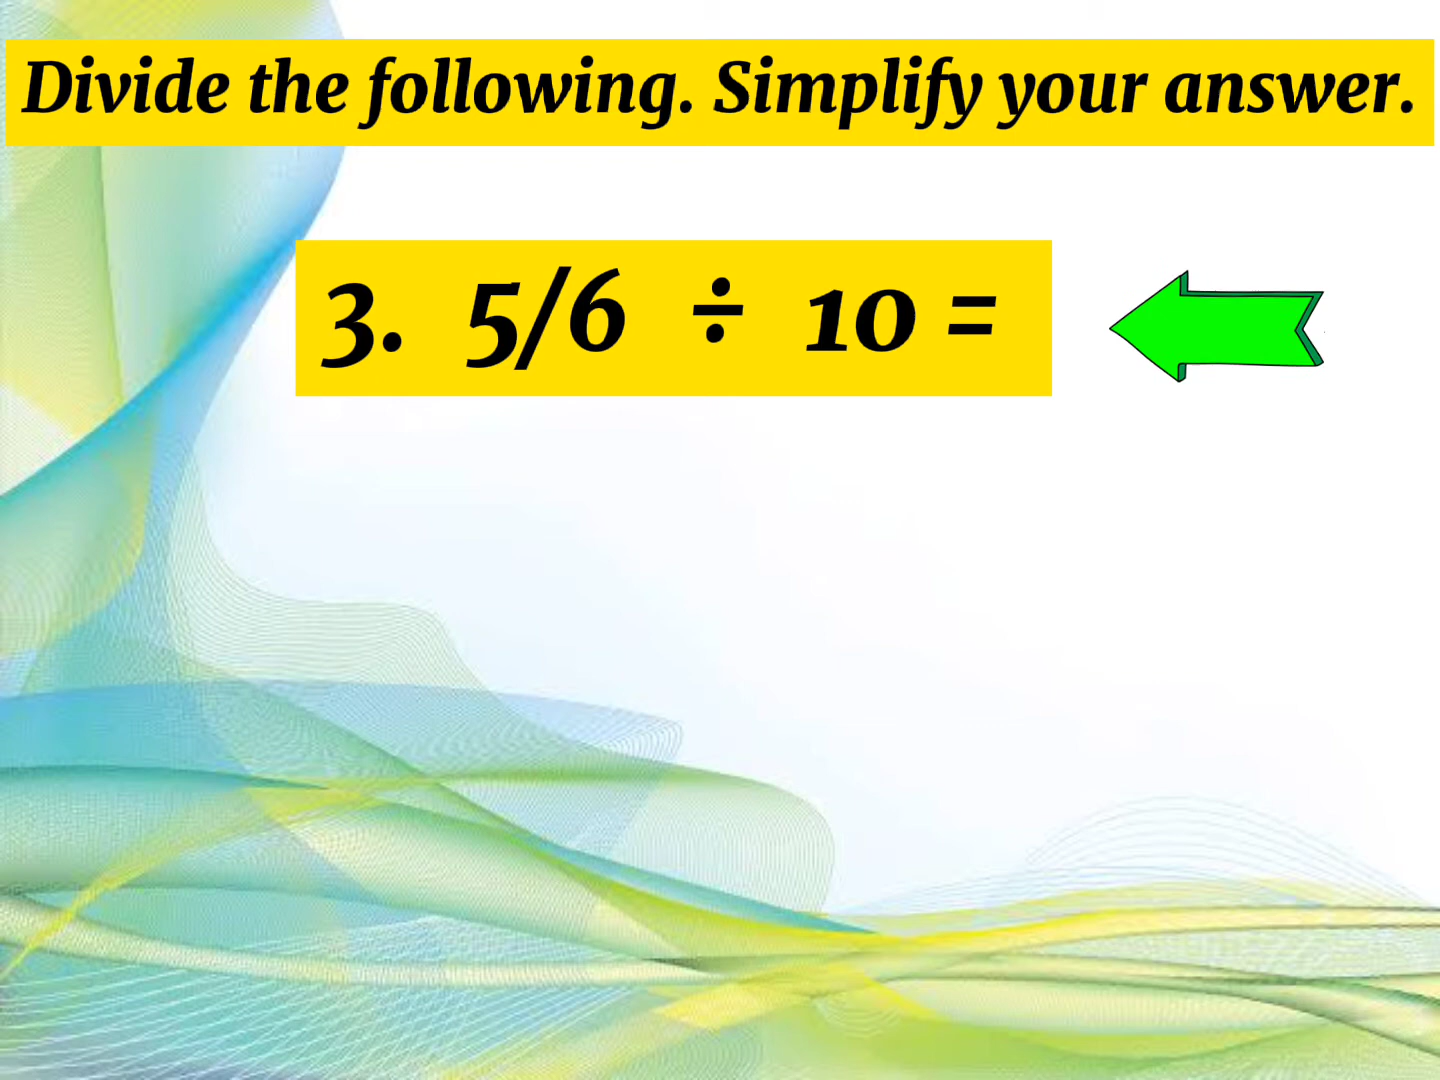 Divide the following. Simplify your answer.
3. 5/6 ÷ 10 =